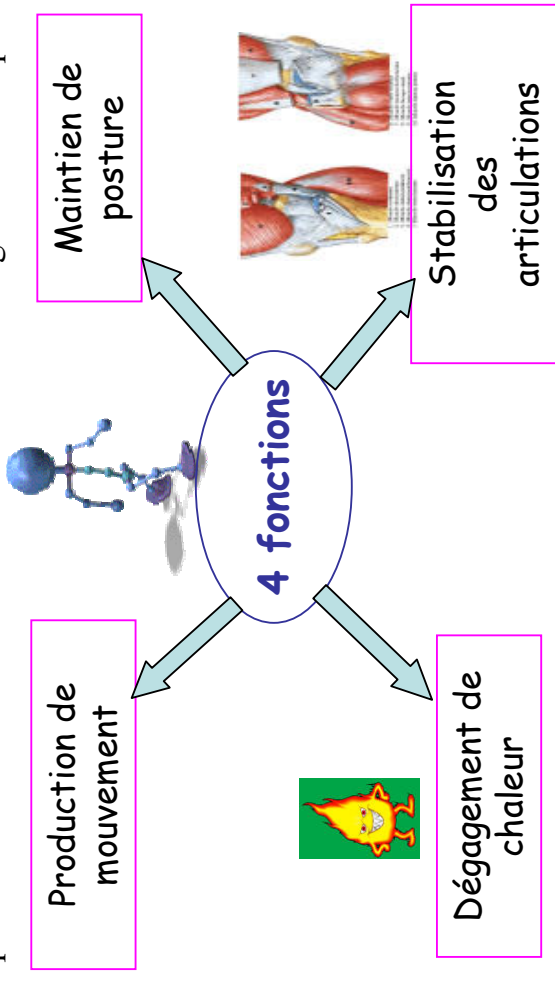 Production de
mouvement
Maintien de
posture
4 fonctions
Dégagement de
chaleur
Stabilisation
des
articulations